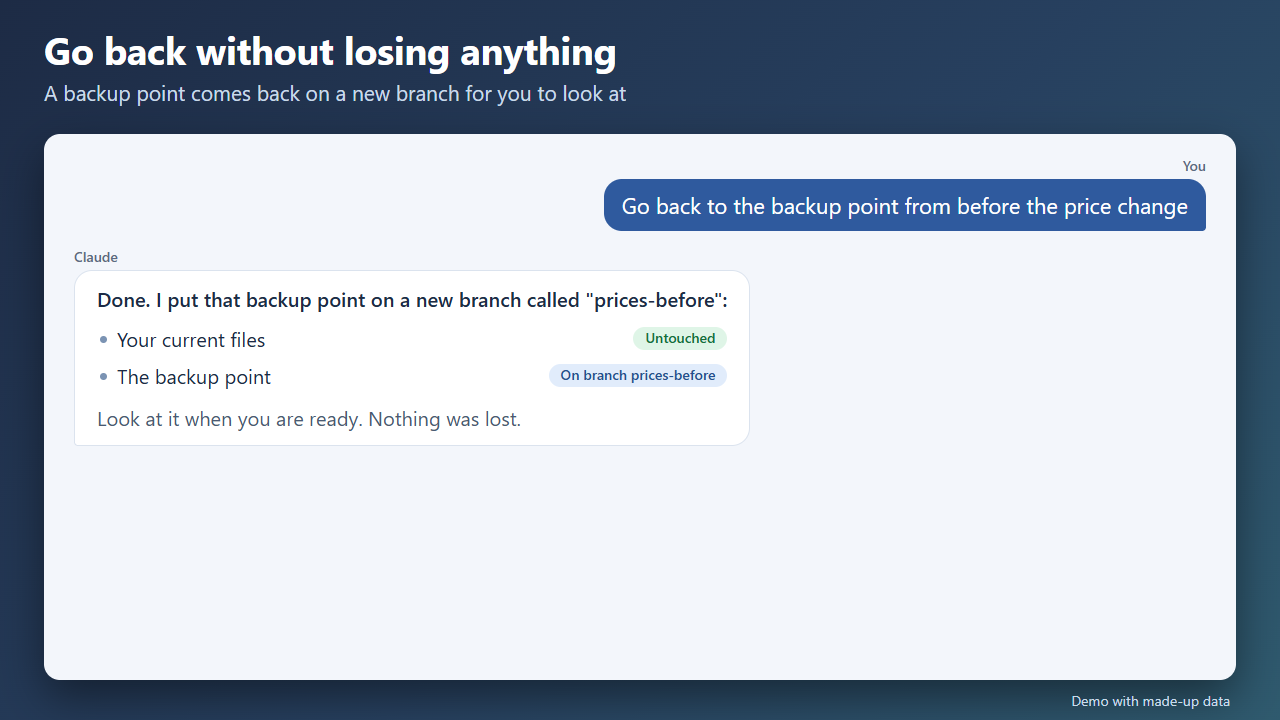 Go back without losing anything
A backup point comes back on a new branch for you to look at
You
Go back to the backup point from before the price change
Claude
Done. I put that backup point on a new branch called "prices-before":
Your current files
Untouched
The backup point
On branch prices-before
Look at it when you are ready. Nothing was lost.
Demo with made-up data